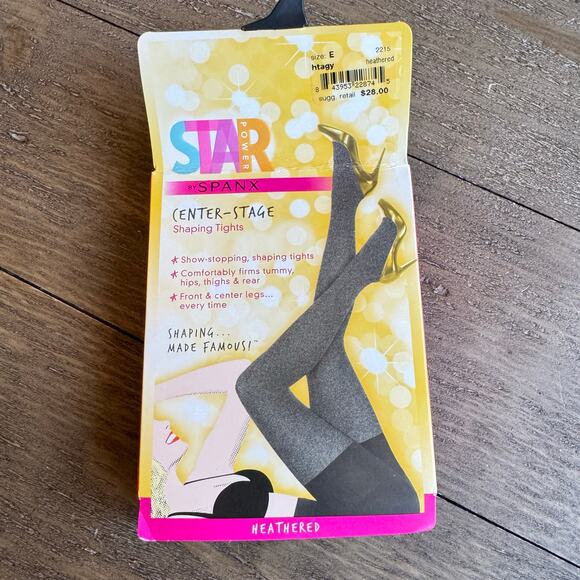 size: E 2215
htagy heathered
8 43953 22874 5
sugg. retail $28.00
STAR
POWER
BY SPANX
CENTER-STAGE
Shaping Tights
* Show-stopping, shaping tights
* Comfortably firms tummy,
hips, thighs & rear
* Front & center legs...
every time
SHAPING...
MADE FAMOUS!™
HEATHERED